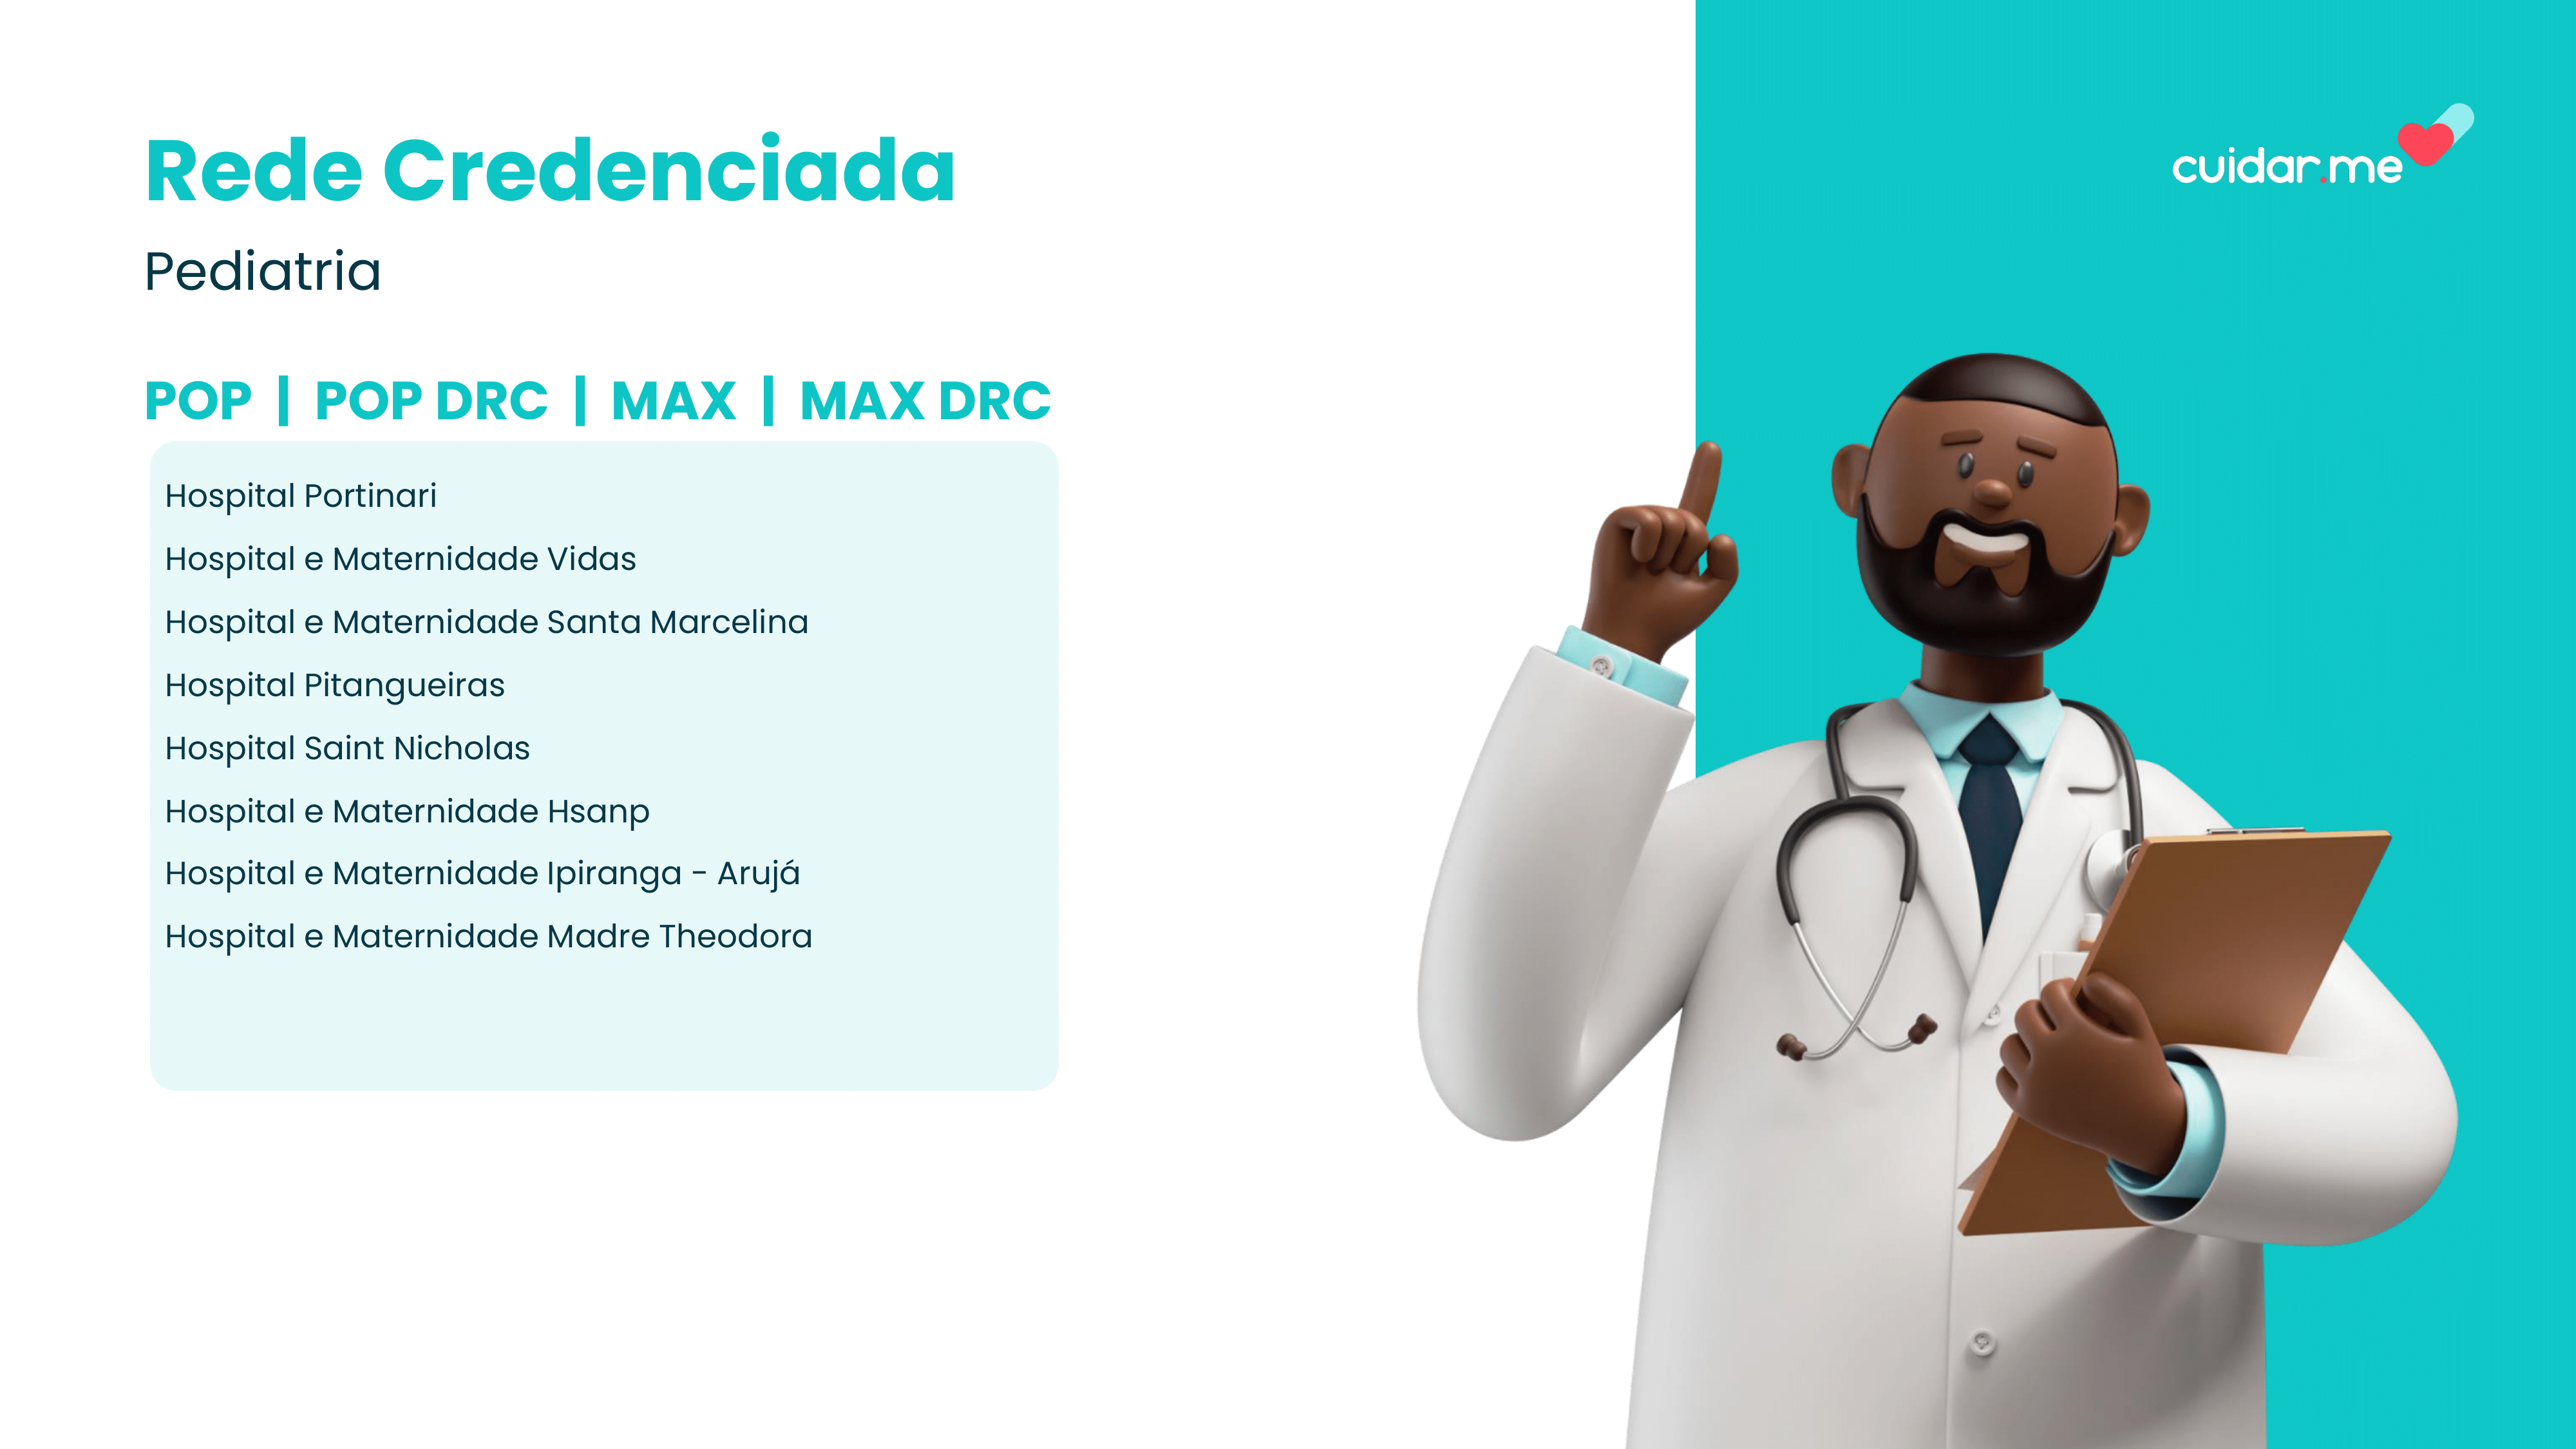 Rede Credenciada
Pediatria
POP | POP DRC | MAX | MAX DRC
Hospital Portinari
Hospital e Maternidade Vidas
Hospital e Maternidade Santa Marcelina
Hospital Pitangueiras
Hospital Saint Nicholas
Hospital e Maternidade Hsanp
Hospital e Maternidade Ipiranga - Arujá
Hospital e Maternidade Madre Theodora
cuidar.me